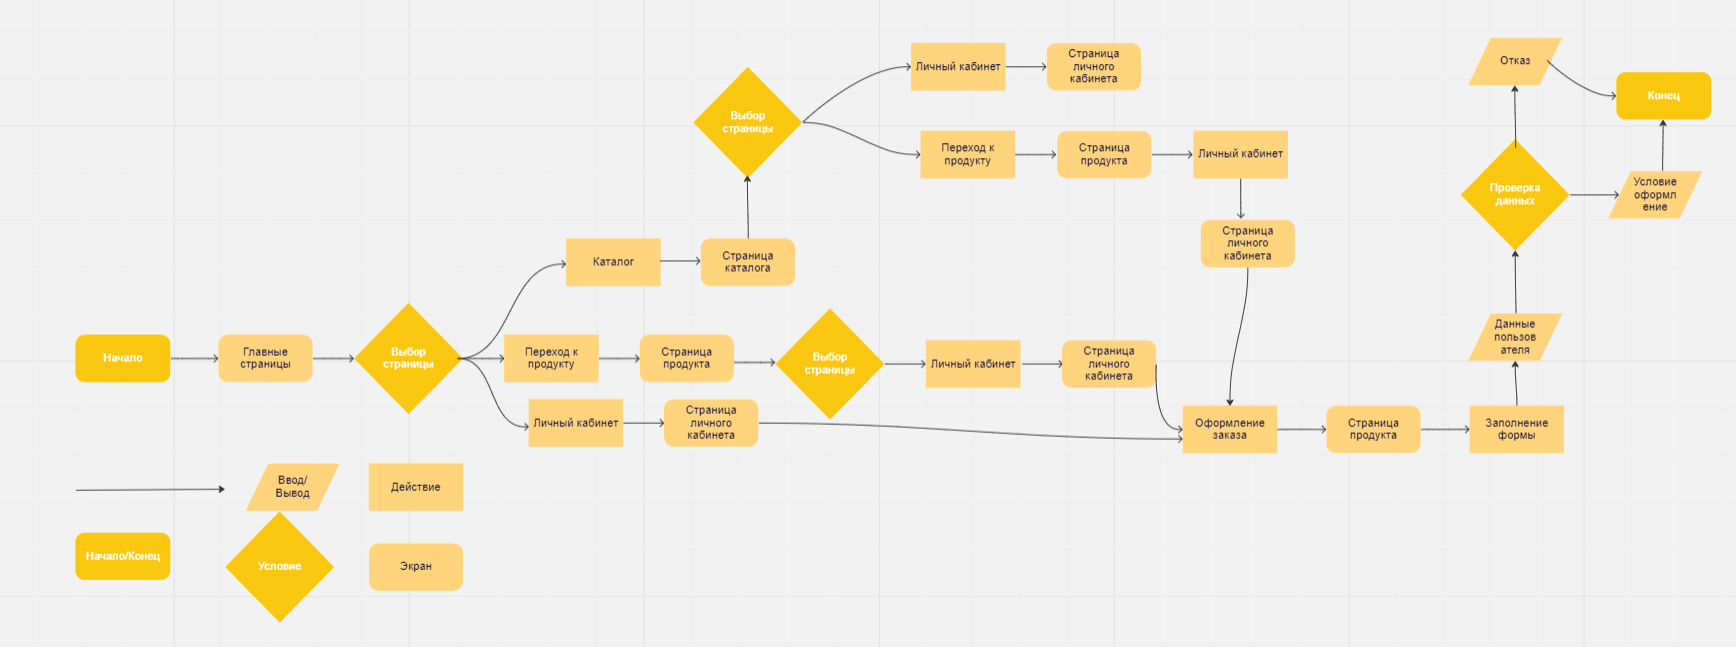 Личный кабинет
Страница
личного
кабинета
Отказ
Конец
Выбор
страницы
Переход к
продукту
Страница
продукта
Личный кабинет
Проверка
данных
Условие
оформл
ение
Страница
личного
кабинета
Каталог
Страница
каталога
Начало
Главные
страницы
Выбор
страницы
Переход к
продукту
Страница
продукта
Выбор
страницы
Личный кабинет
Страница
личного
кабинета
Данные
пользов
ателя
Личный кабинет
Страница
личного
кабинета
Оформление
заказа
Страница
продукта
Заполнение
формы
Ввод/
Вывод
Действие
Начало/Конец
Условие
Экран